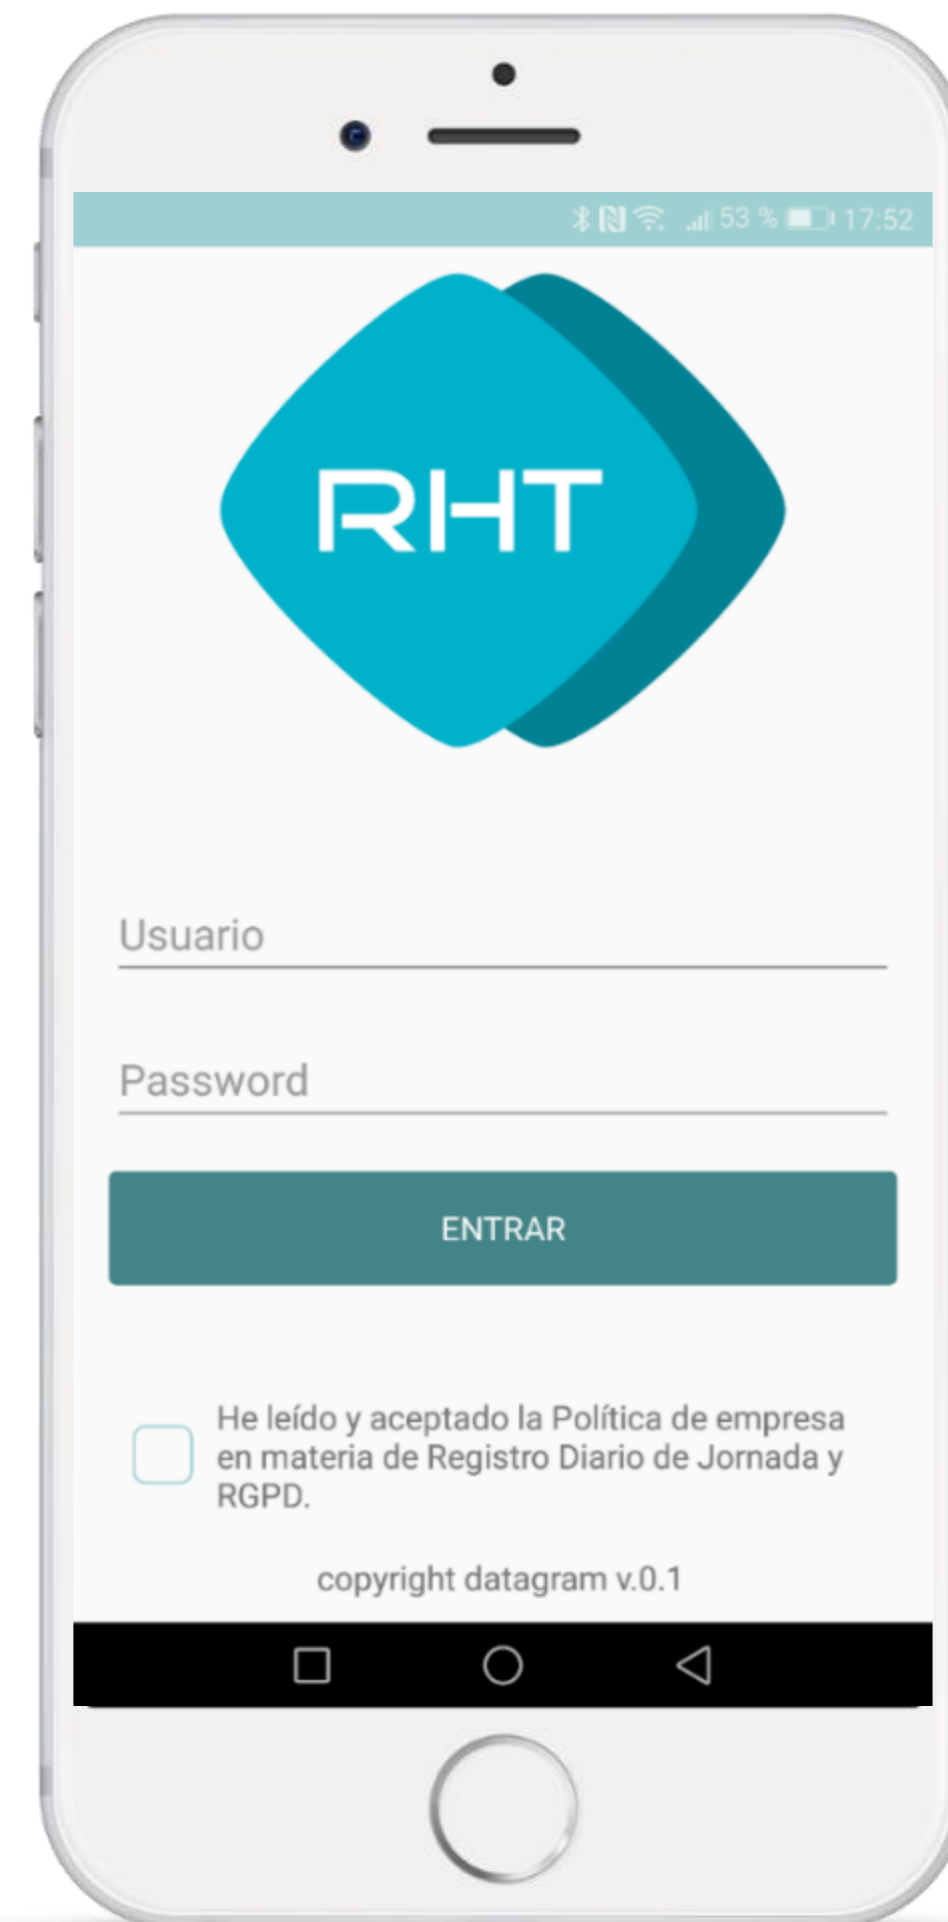 53 % 17:52
RHT
Usuario
Password
ENTRAR
He leído y aceptado la Política de empresa
en materia de Registro Diario de Jornada y
RGPD.
copyright datagram v.0.1